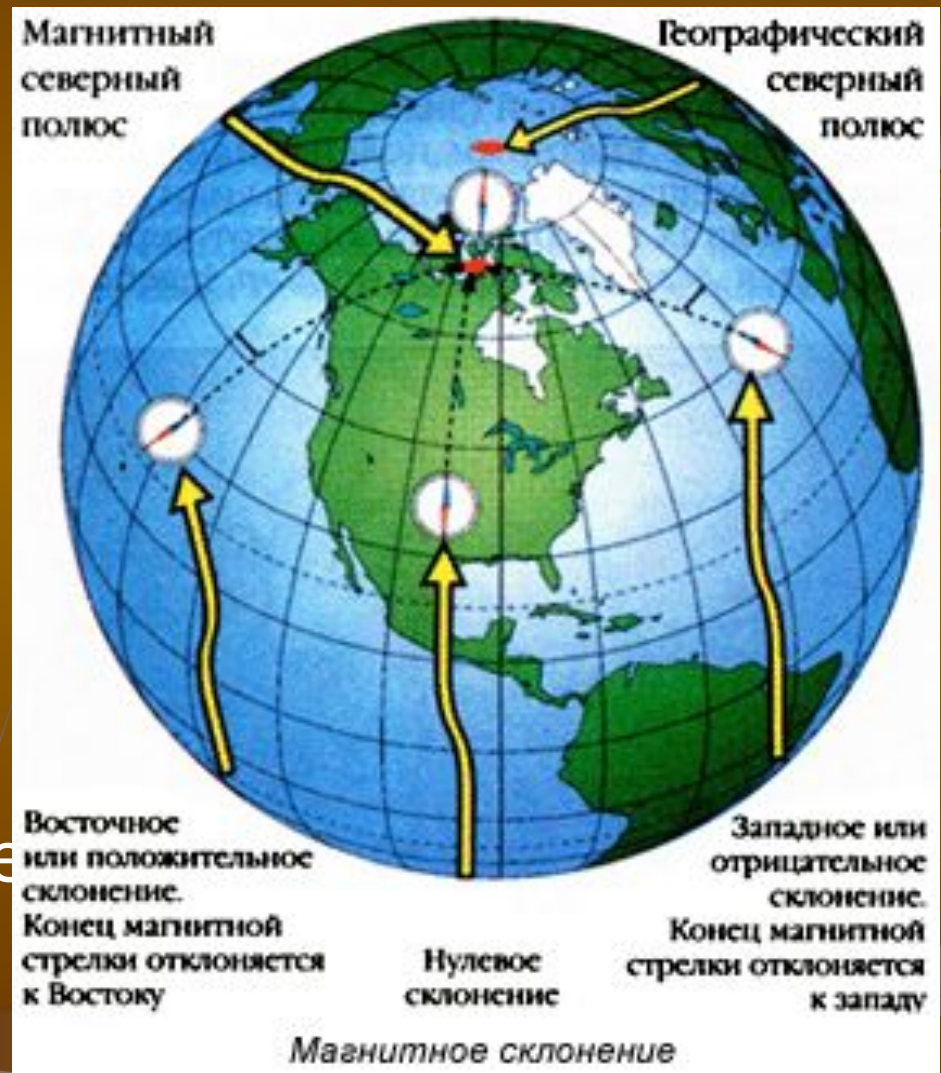 Магнитный
северный
полюс
Географический
северный
полюс
е
Восточное
или положительное
склонение.
Конец магнитной
стрелки отклоняется
к Востоку
Нулевое
склонение
Западное или
отрицательное
склонение.
Конец магнитной
стрелки отклоняется
к западу
Магнитное склонение